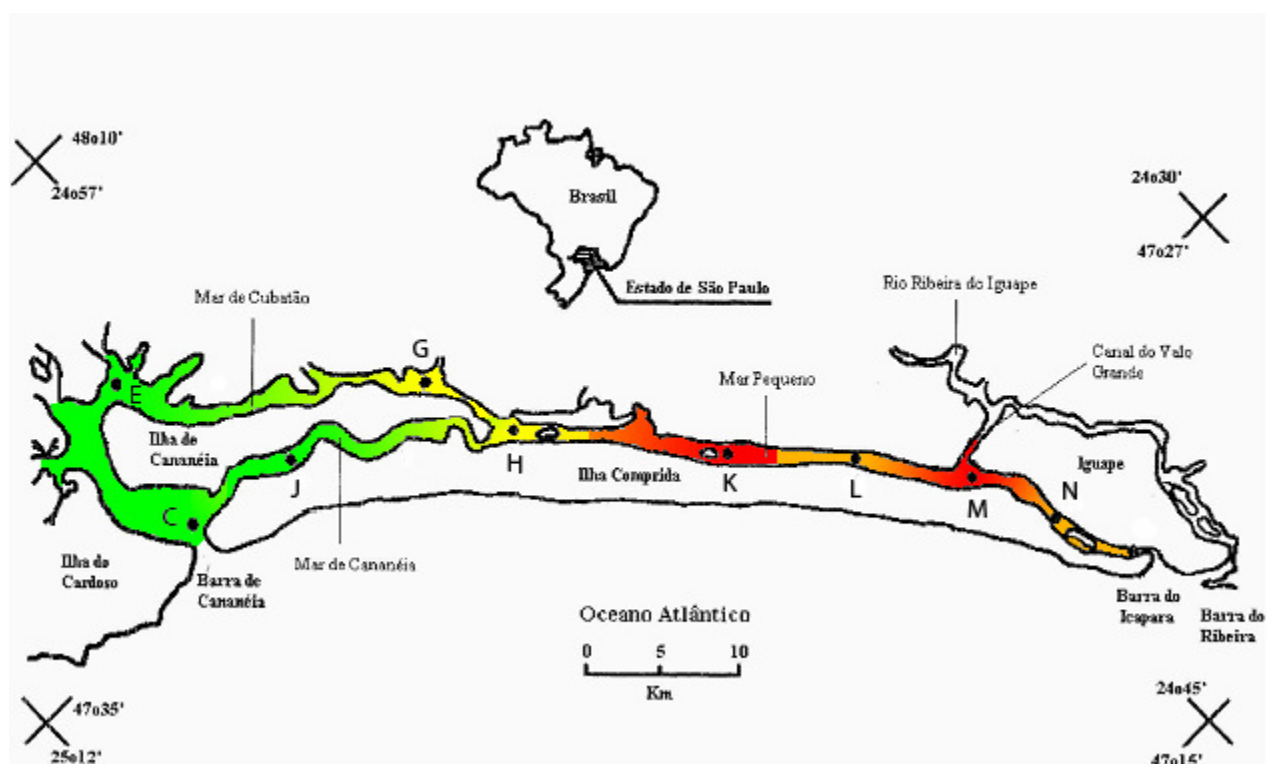 48o10'
24o57'
24o30'
47o27'
Brasil
Estado de São Paulo
Rio Ribeira do Iguape
Mar de Cubatão
Canal do Valo
Grande
G
Mar Pequeno
E
Ilha de
Cananéia
H
Ilha Comprida
Iguape
J
K
L
M
N
C
Ilha do
Cardoso
Mar de Cananéia
Barra de
Cananéia
Barra do
Icapara
Barra do
Ribeira
Oceano Atlântico
0 5 10
Km
47o35'
25o12'
24o45'
47o15'